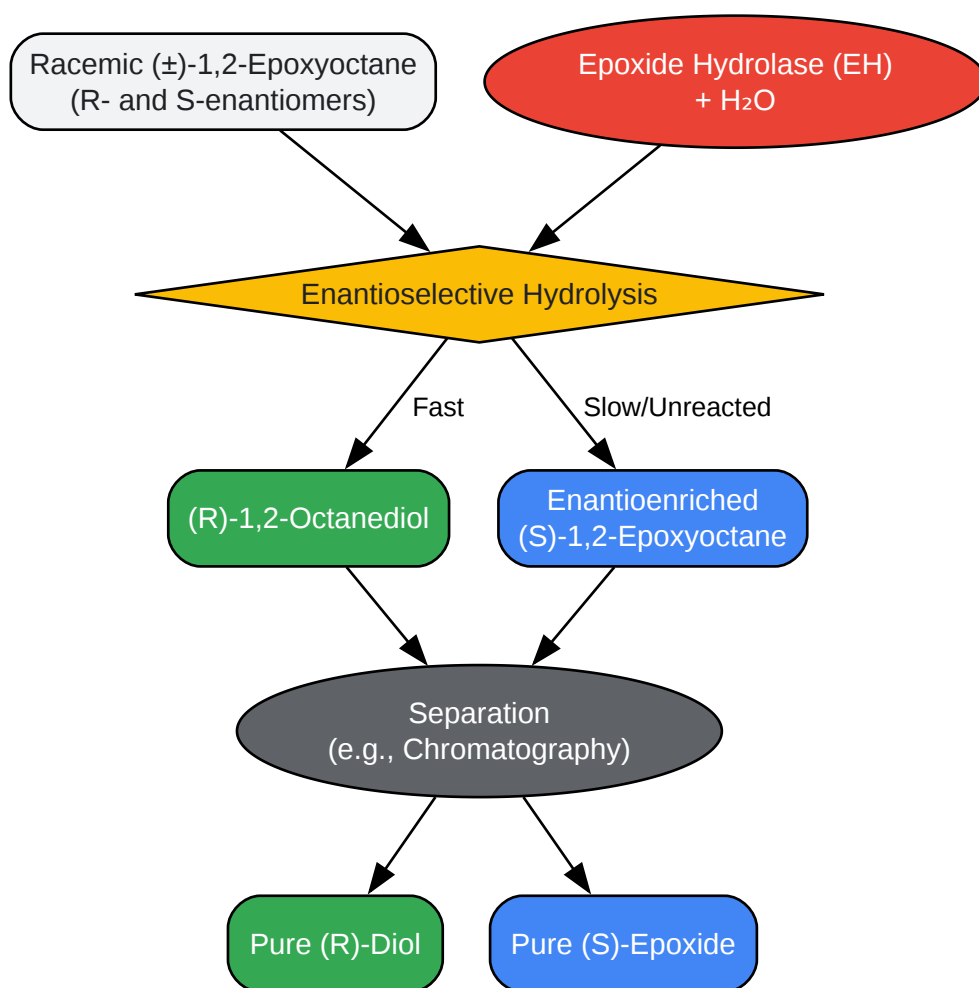 Racemic (±)-1,2-Epoxyoctane
(R- and S-enantiomers)
Epoxide Hydrolase (EH)
+ H₂O
Enantioselective Hydrolysis
Fast
Slow/Unreacted
(R)-1,2-Octanediol
Enantioenriched
(S)-1,2-Epoxyoctane
Separation
(e.g., Chromatography)
Pure (R)-Diol
Pure (S)-Epoxide